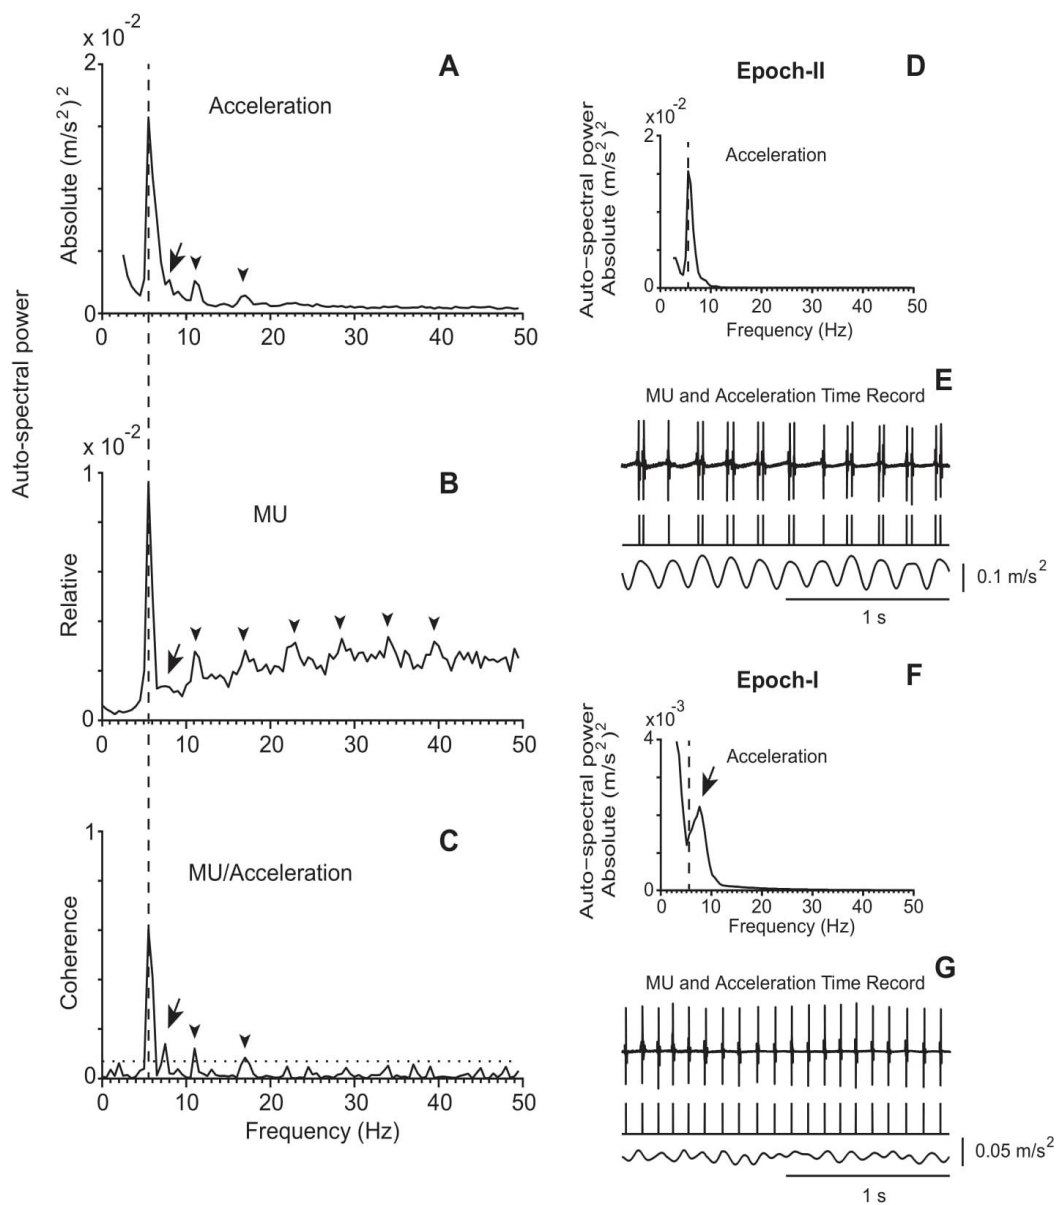 Auto-spectral power
x 10-2
A
Acceleration
Absolute (m/s2)2
2
0
0 10 20 30 40 50
x 10-2
B
MU
Relative
1
0
0 10 20 30 40 50
C
MU/Acceleration
Coherence
1
0
0 10 20 30 40 50
Frequency (Hz)
Epoch-II
D
x10-2
Acceleration
Auto-spectral power
Absolute (m/s2)2
2
0
0 10 20 30 40 50
Frequency (Hz)
E
MU and Acceleration Time Record
0.1 m/s2
1 s
Epoch-I
F
x10-3
Acceleration
Auto-spectral power
Absolute (m/s2)2
4
0
0 10 20 30 40 50
Frequency (Hz)
G
MU and Acceleration Time Record
0.05 m/s2
1 s